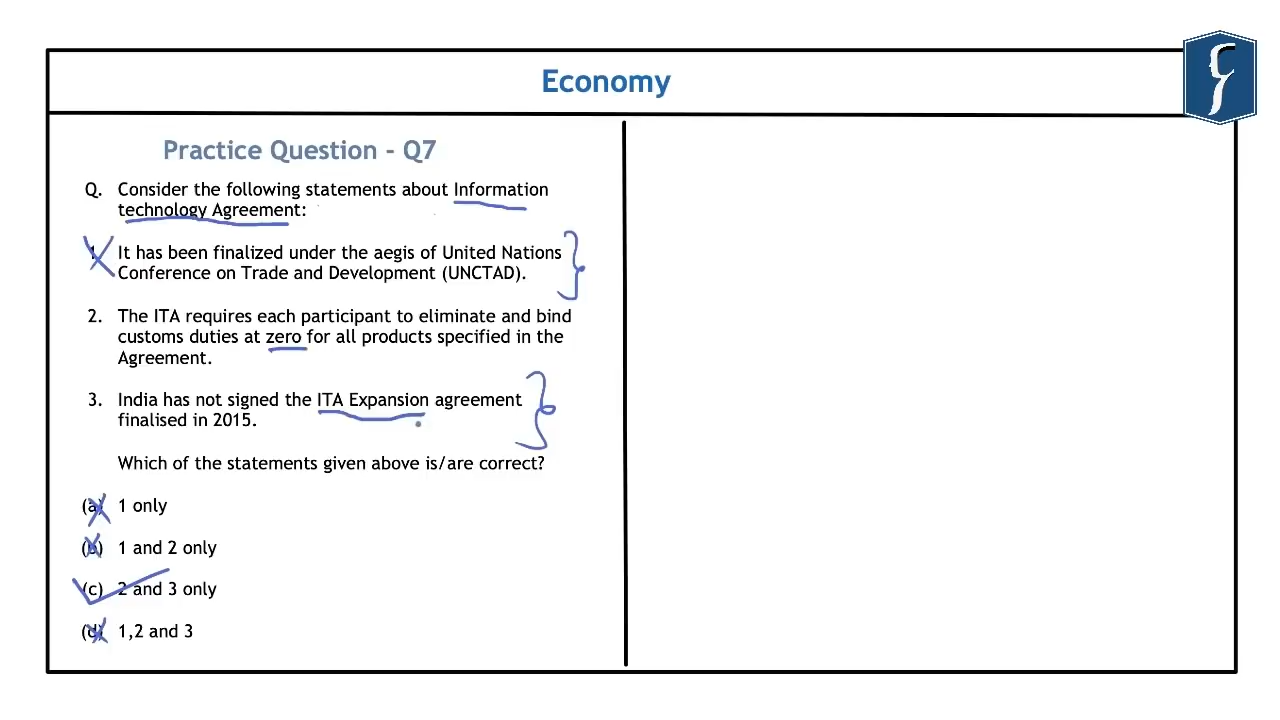 Economy
Practice Question - Q7
Q. Consider the following statements about Information
technology Agreement:
1. It has been finalized under the aegis of United Nations
Conference on Trade and Development (UNCTAD).
2. The ITA requires each participant to eliminate and bind
customs duties at zero for all products specified in the
Agreement.
3. India has not signed the ITA Expansion agreement
finalised in 2015.
Which of the statements given above is/are correct?
(a) 1 only
(b) 1 and 2 only
(c) 2 and 3 only
(d) 1,2 and 3